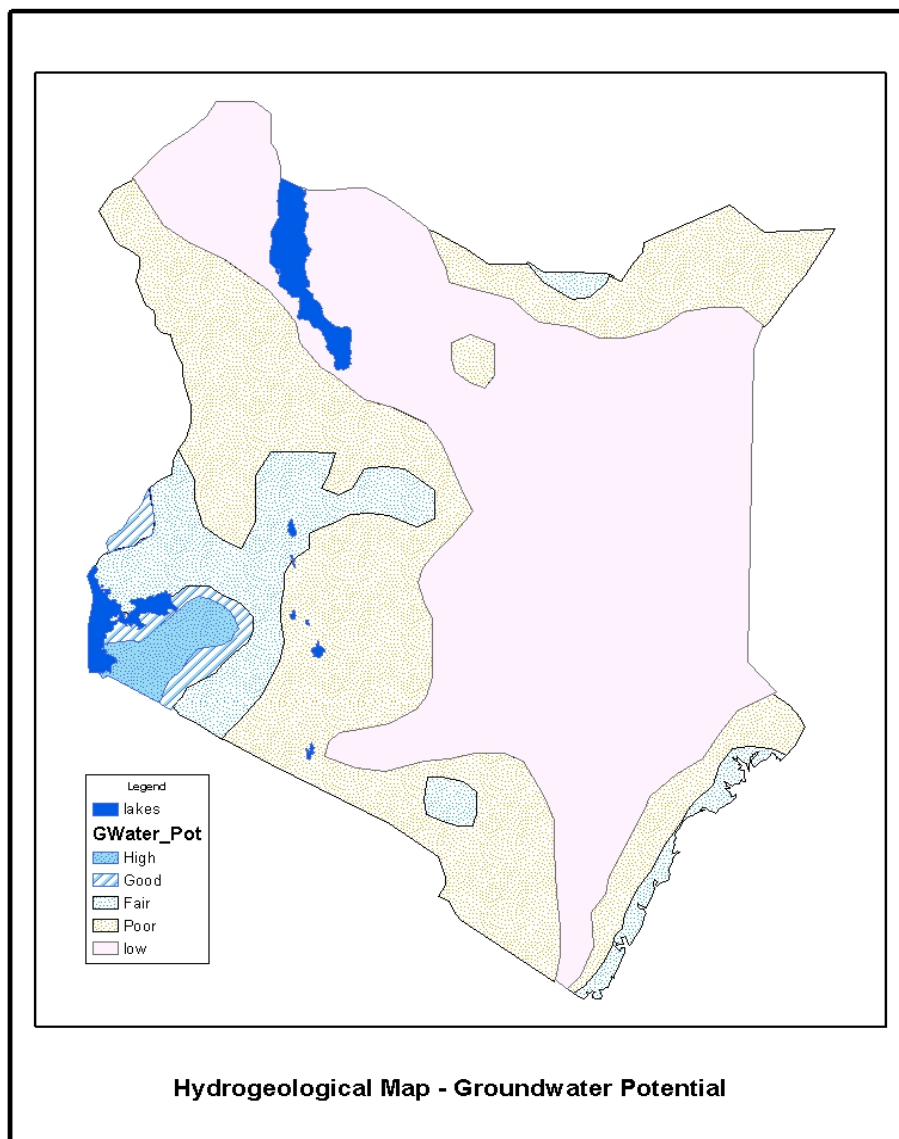 Legend
lakes
GWater_Pot
High
Good
Fair
Poor
low
Hydrogeological Map - Groundwater Potential